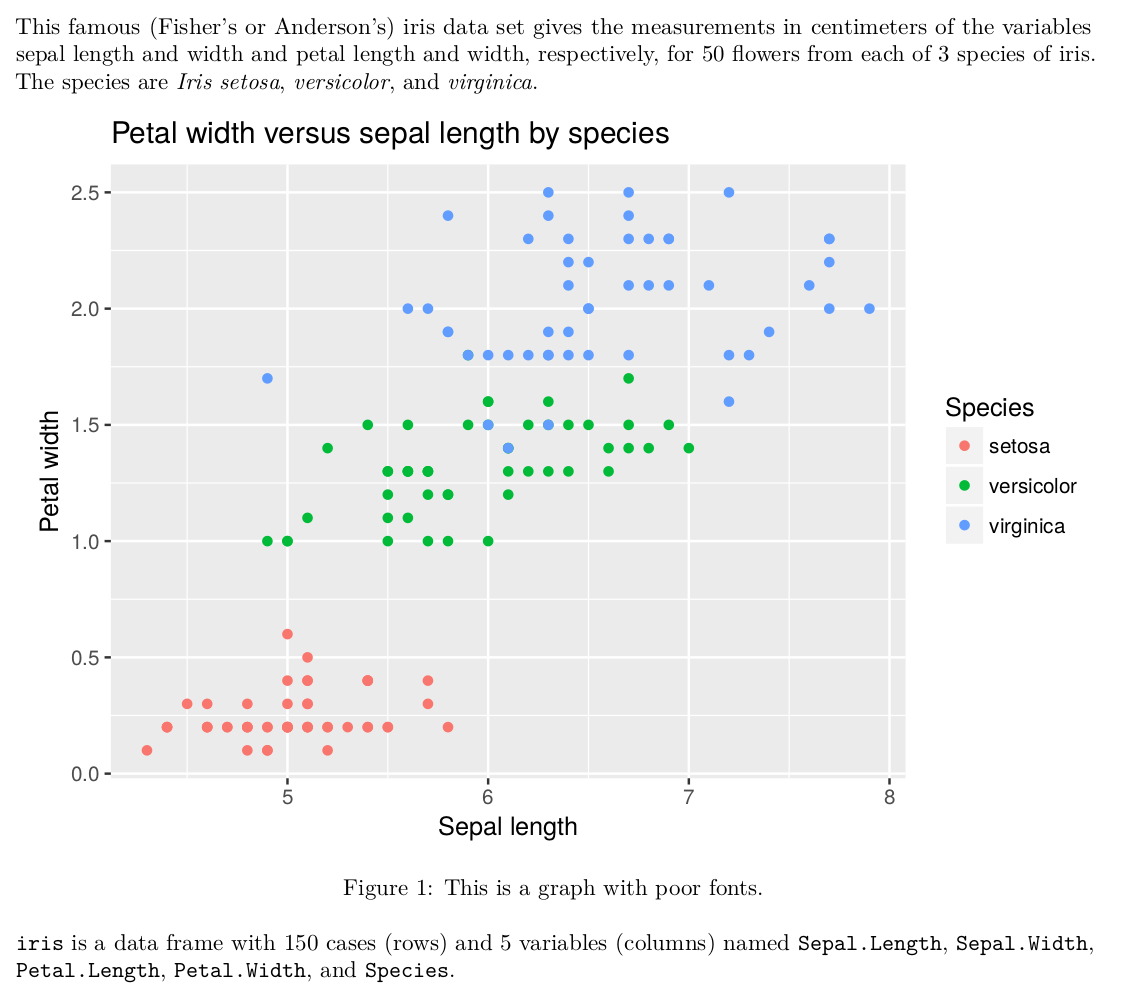 This famous (Fisher's or Anderson's) iris data set gives the measurements in centimeters of the variables
sepal length and width and petal length and width, respectively, for 50 flowers from each of 3 species of iris.
The species are Iris setosa, versicolor, and virginica.
Petal width versus sepal length by species
2.5
2.0
1.5
1.0
0.5
0.0
Petal width
5 6 7 8
Sepal length
Species
setosa
versicolor
virginica
Figure 1: This is a graph with poor fonts.
iris is a data frame with 150 cases (rows) and 5 variables (columns) named Sepal.Length, Sepal.Width,
Petal.Length, Petal.Width, and Species.